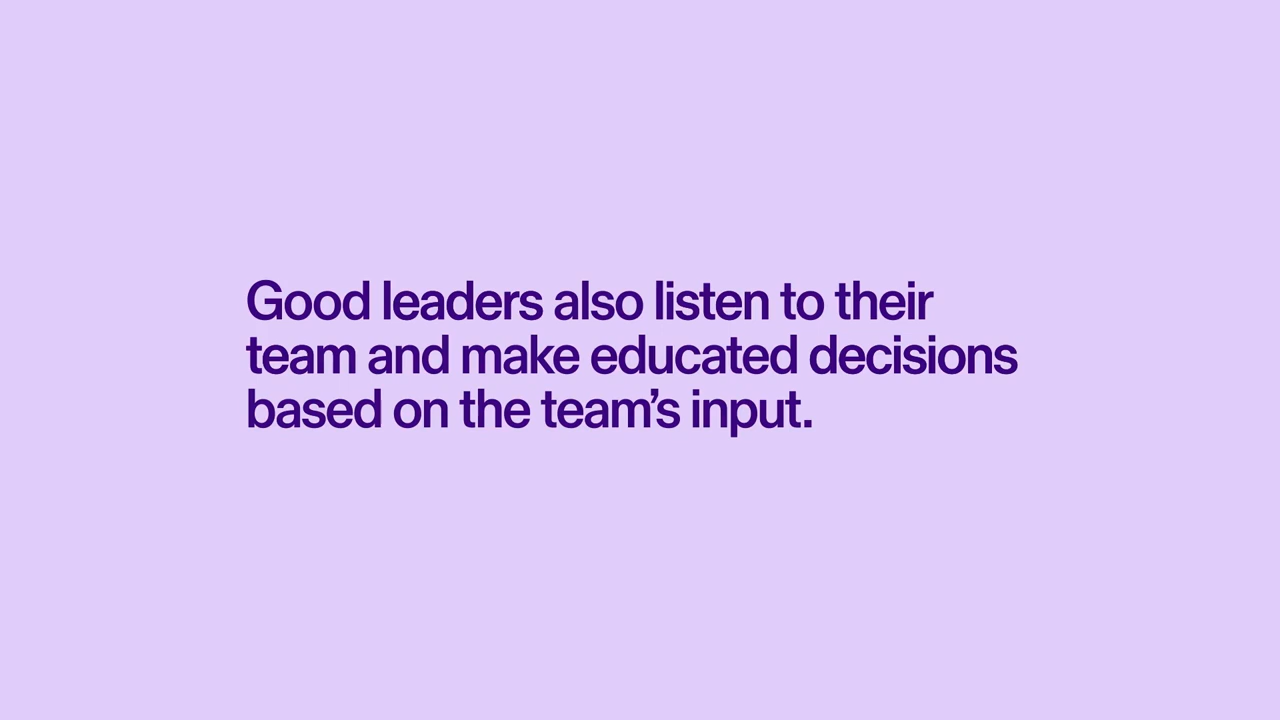 Good leaders also listen to their
team and make educated decisions
based on the team’s input.